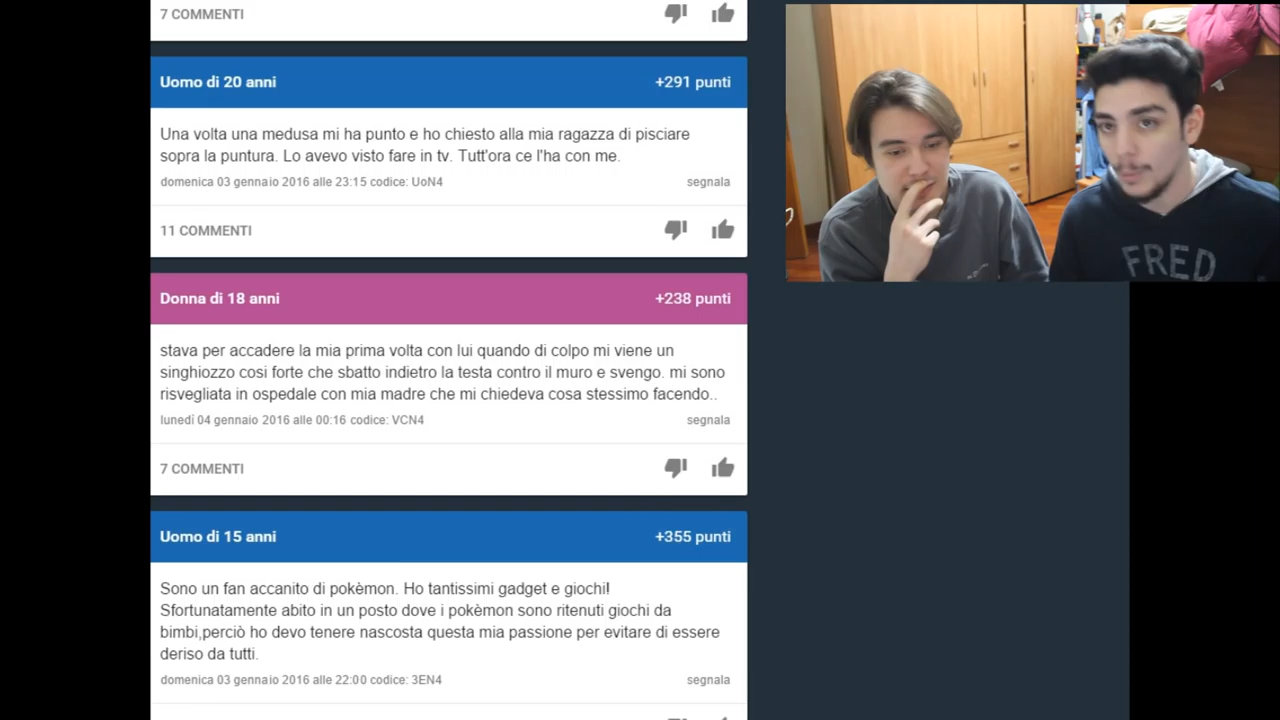 7 COMMENTI
Uomo di 20 anni
+291 punti
Una volta una medusa mi ha punto e ho chiesto alla mia ragazza di pisciare
sopra la puntura. Lo avevo visto fare in tv. Tutt'ora ce l'ha con me.
domenica 03 gennaio 2016 alle 23:15 codice: UoN4
segnala
11 COMMENTI
Donna di 18 anni
+238 punti
stava per accadere la mia prima volta con lui quando di colpo mi viene un
singhiozzo cosi forte che sbatto indietro la testa contro il muro e svengo. mi sono
risvegliata in ospedale con mia madre che mi chiedeva cosa stessimo facendo..
lunedí 04 gennaio 2016 alle 00:16 codice: VCN4
segnala
7 COMMENTI
Uomo di 15 anni
+355 punti
Sono un fan accanito di pokèmon. Ho tantissimi gadget e giochi!
Sfortunatamente abito in un posto dove i pokèmon sono ritenuti giochi da
bimbi,perciò ho devo tenere nascosta questa mia passione per evitare di essere
deriso da tutti.
domenica 03 gennaio 2016 alle 22:00 codice: 3EN4
segnala
FRED